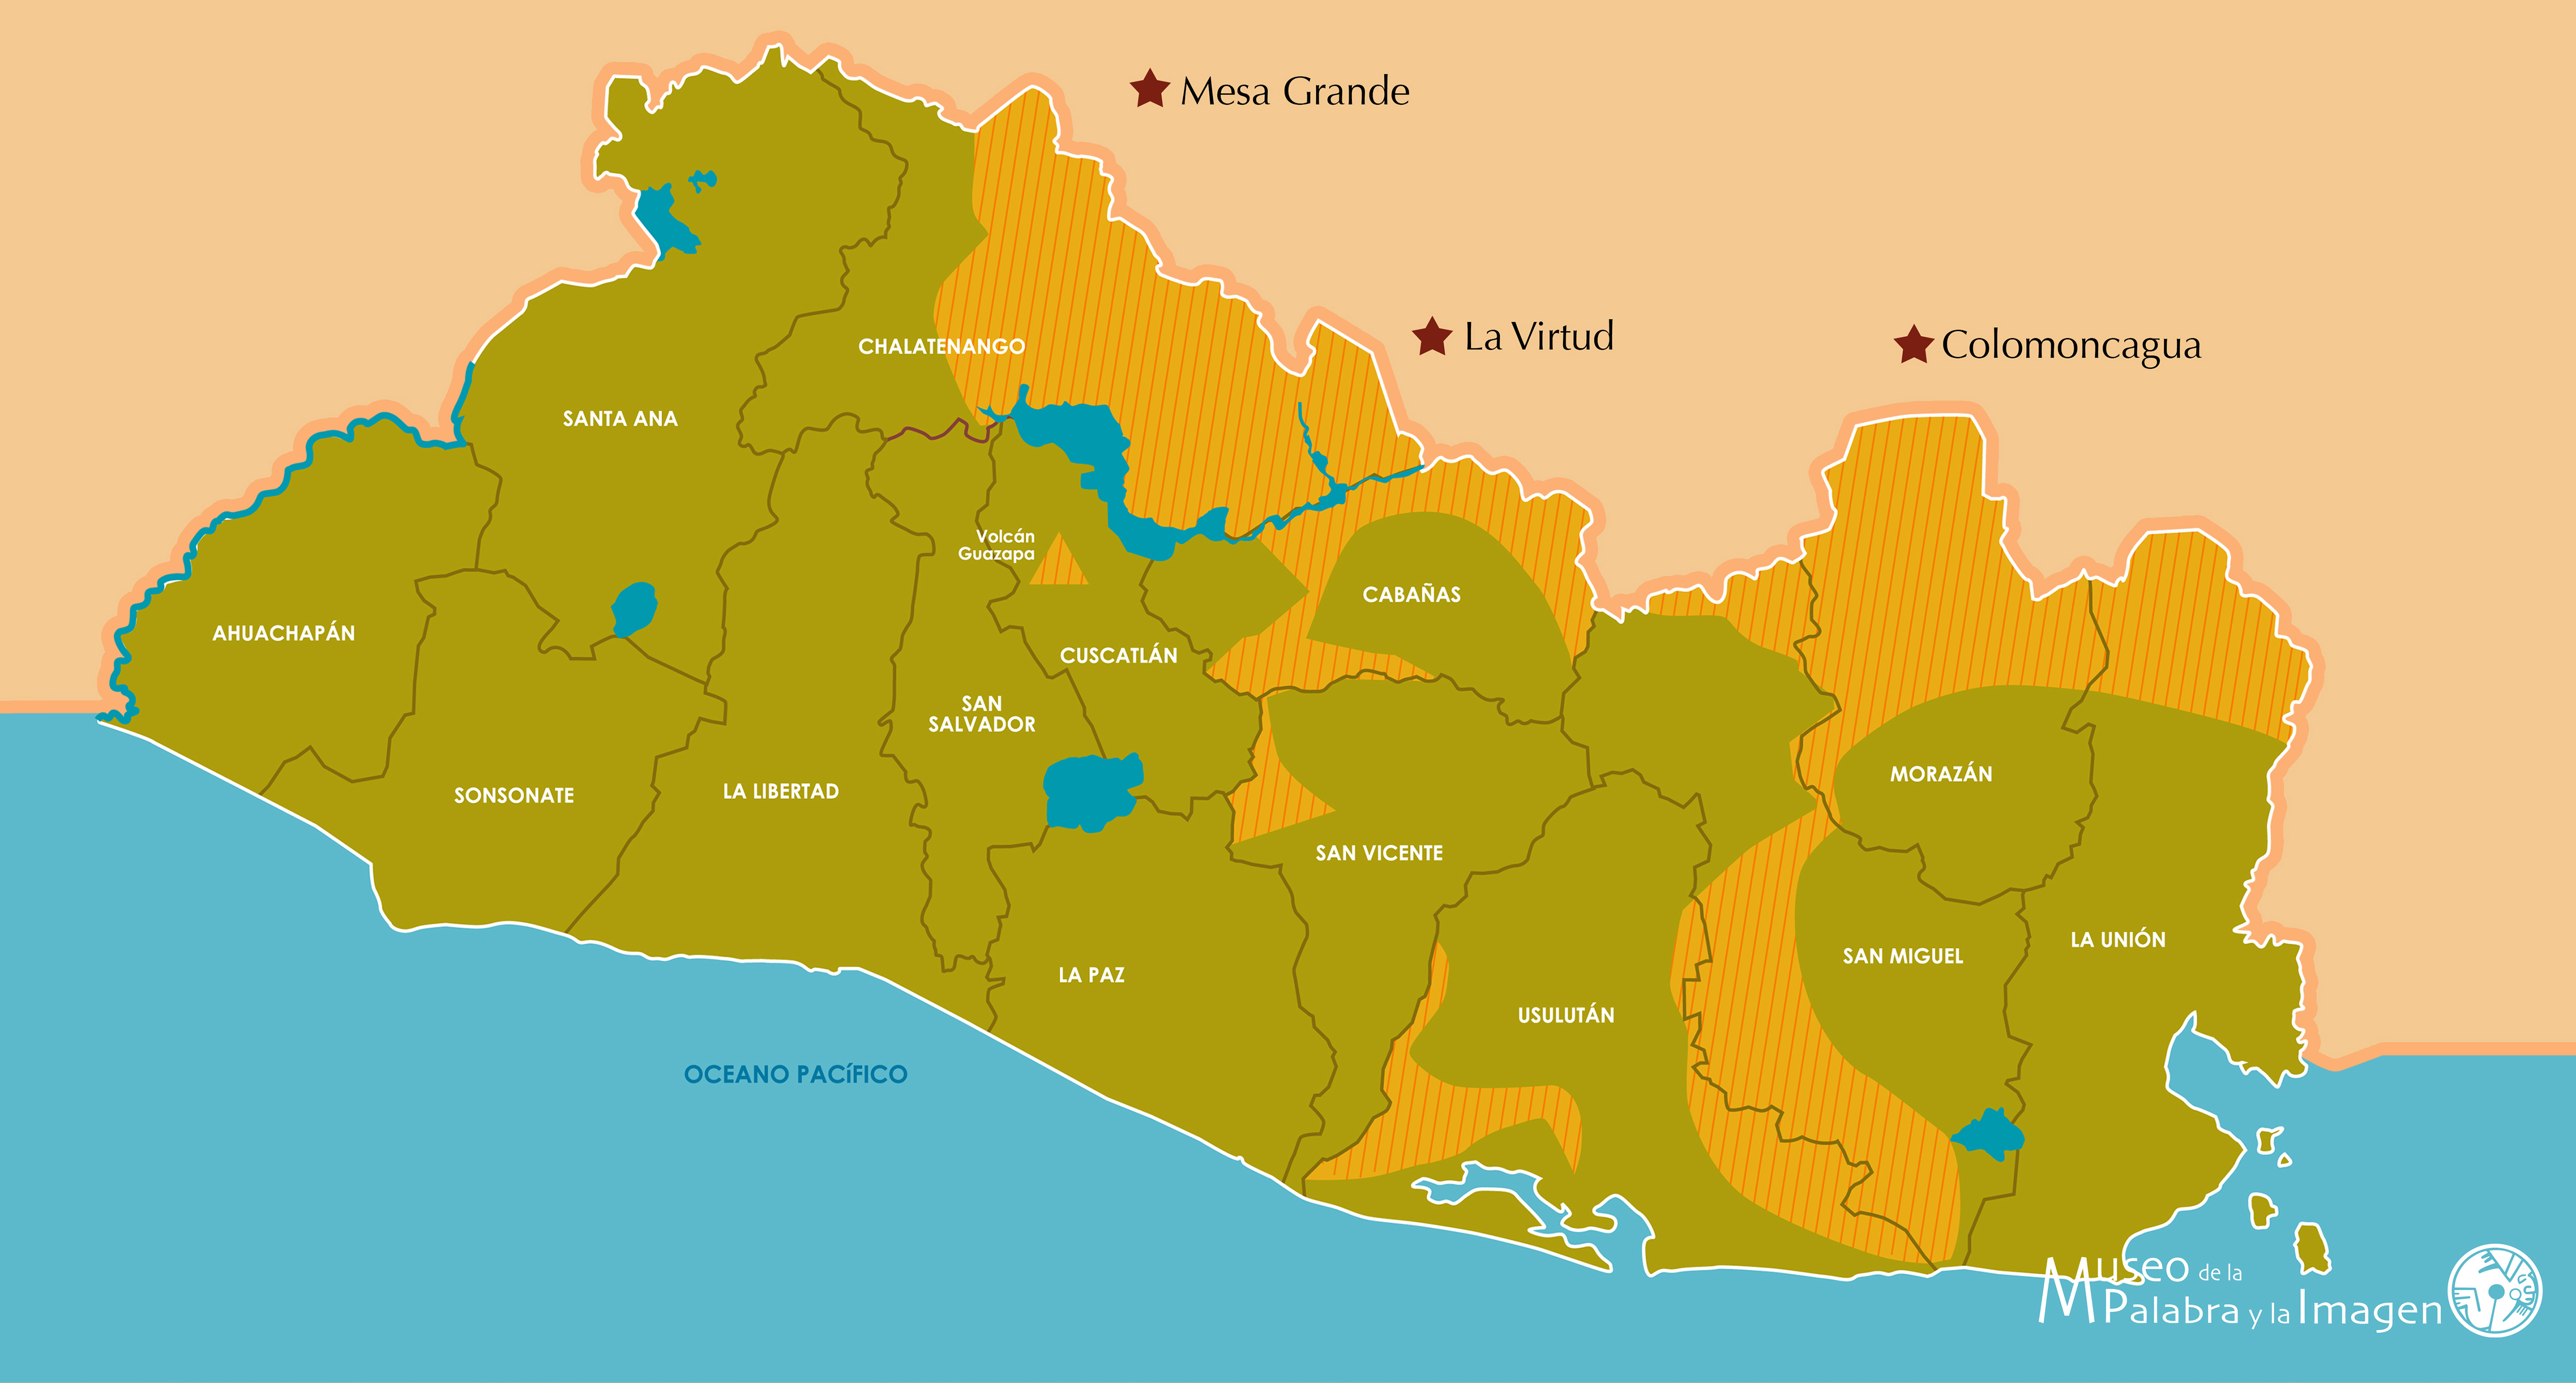 Mesa Grande
La Virtud
Colomoncagua
CHALATENANGO
SANTA ANA
Volcán
Guazapa
CABAÑAS
AHUACHAPÁN
CUSCATLÁN
SAN
SALVADOR
MORAZÁN
SONSONATE
LA LIBERTAD
SAN VICENTE
LA UNIÓN
SAN MIGUEL
LA PAZ
USULUTÁN
OCEANO PACíFICO
Museo de la
Palabra y la Imagen